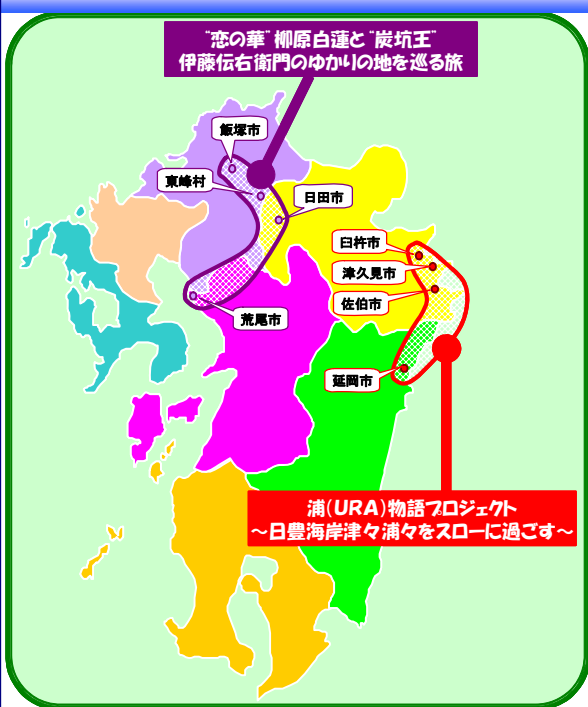 “恋の華”柳原白蓮と“炭坑王”
伊藤伝右衛門のゆかりの地を巡る旅
飯塚市
東峰村
日田市
臼杵市
津久見市
佐伯市
荒尾市
延岡市
浦(URA)物語プロジェクト
～日豊海岸津々浦々をスローに過ごす～